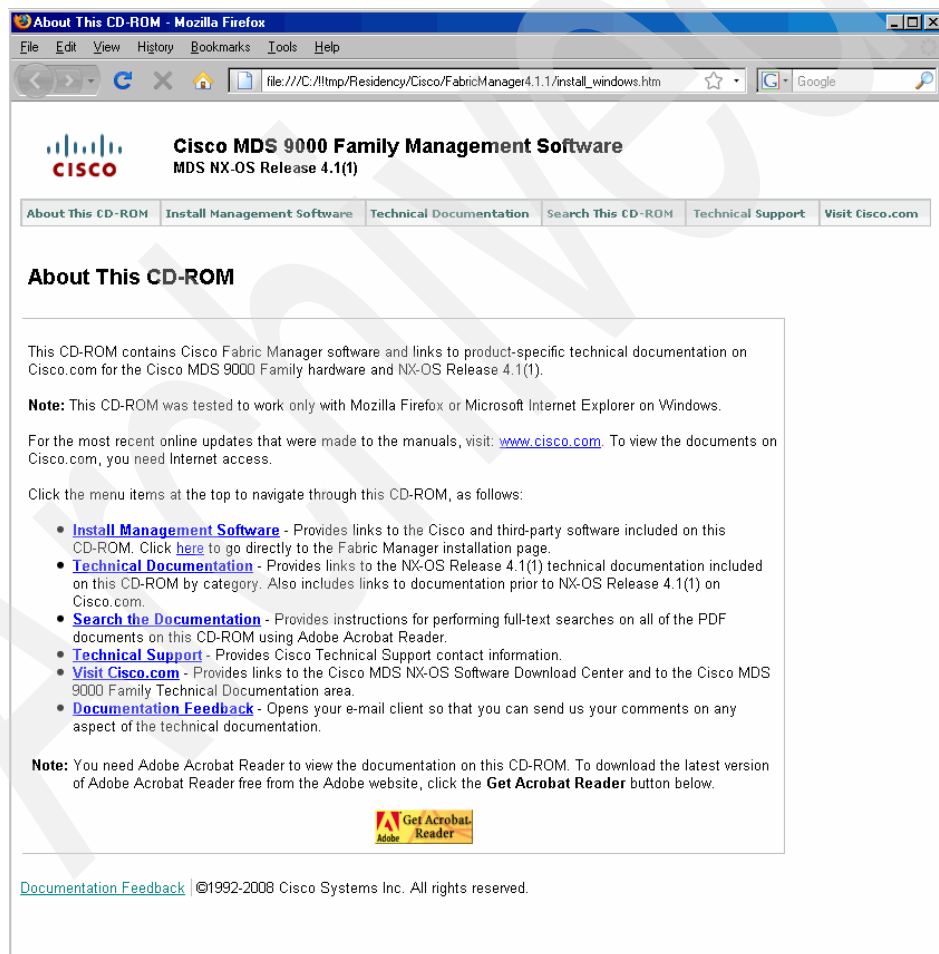 About This CD-ROM - Mozilla Firefox
File Edit View History Bookmarks Tools Help
file:///C:/!!tmp/Residency/Cisco/FabricManager4.1.1/install_windows.htm
G Google
CISCO
Cisco MDS 9000 Family Management Software
MDS NX-OS Release 4.1(1)
About This CD-ROM Install Management Software Technical Documentation Search This CD-ROM Technical Support Visit Cisco.com
About This CD-ROM
This CD-ROM contains Cisco Fabric Manager software and links to product-specific technical documentation on
Cisco.com for the Cisco MDS 9000 Family hardware and NX-OS Release 4.1(1).
Note: This CD-ROM was tested to work only with Mozilla Firefox or Microsoft Internet Explorer on Windows.
For the most recent online updates that were made to the manuals, visit: www.cisco.com. To view the documents on
Cisco.com, you need Internet access.
Click the menu items at the top to navigate through this CD-ROM, as follows:
• Install Management Software - Provides links to the Cisco and third-party software included on this
CD-ROM. Click here to go directly to the Fabric Manager installation page.
• Technical Documentation - Provides links to the NX-OS Release 4.1(1) technical documentation included
on this CD-ROM by category. Also includes links to documentation prior to NX-OS Release 4.1(1) on
Cisco.com.
• Search the Documentation - Provides instructions for performing full-text searches on all of the PDF
documents on this CD-ROM using Adobe Acrobat Reader.
• Technical Support - Provides Cisco Technical Support contact information.
• Visit Cisco.com - Provides links to the Cisco MDS NX-OS Software Download Center and to the Cisco MDS
9000 Family Technical Documentation area.
• Documentation Feedback - Opens your e-mail client so that you can send us your comments on any
aspect of the technical documentation.
Note: You need Adobe Acrobat Reader to view the documentation on this CD-ROM. To download the latest version
of Adobe Acrobat Reader free from the Adobe website, click the Get Acrobat Reader button below.
Get Acrobat
Adobe Reader
Documentation Feedback | ©1992-2008 Cisco Systems Inc. All rights reserved.
Archived